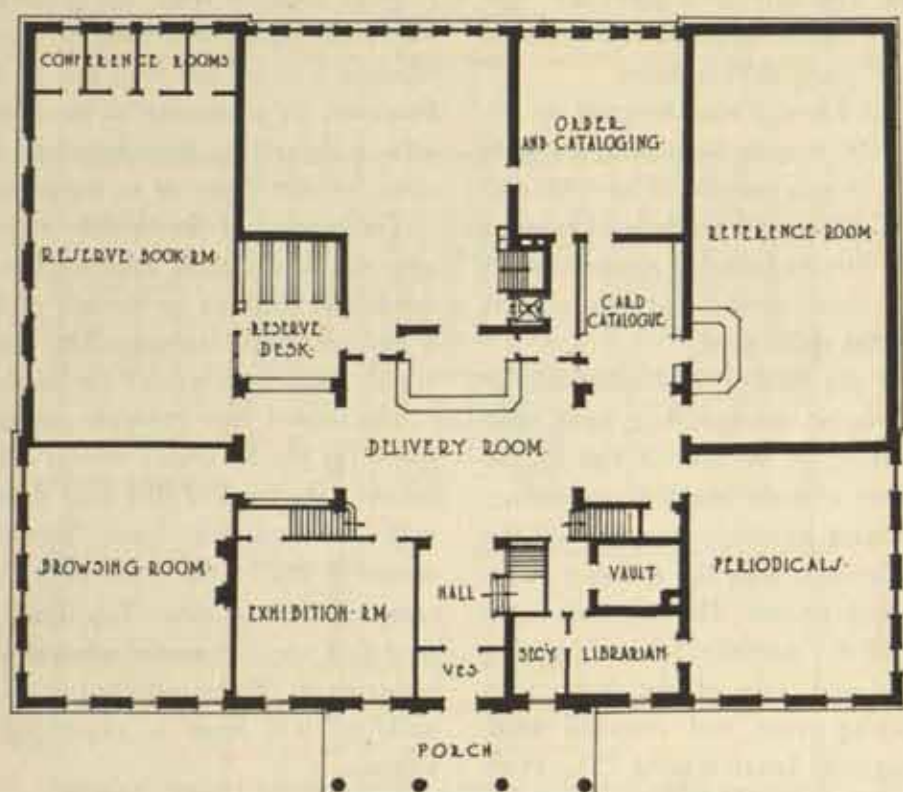 CONFERENCE ROOMS
ORDER
AND CATALOGING
RESERVE BOOK RM
REFERENCE ROOM
RESERVE
DESK
CARD
CATALOGUE
DELIVERY ROOM
BROWSING ROOM
EXHIBITION RM
HALL
VAULT
PERIODICALS
VES
SEC'Y
LIBRARIAN
PORCH